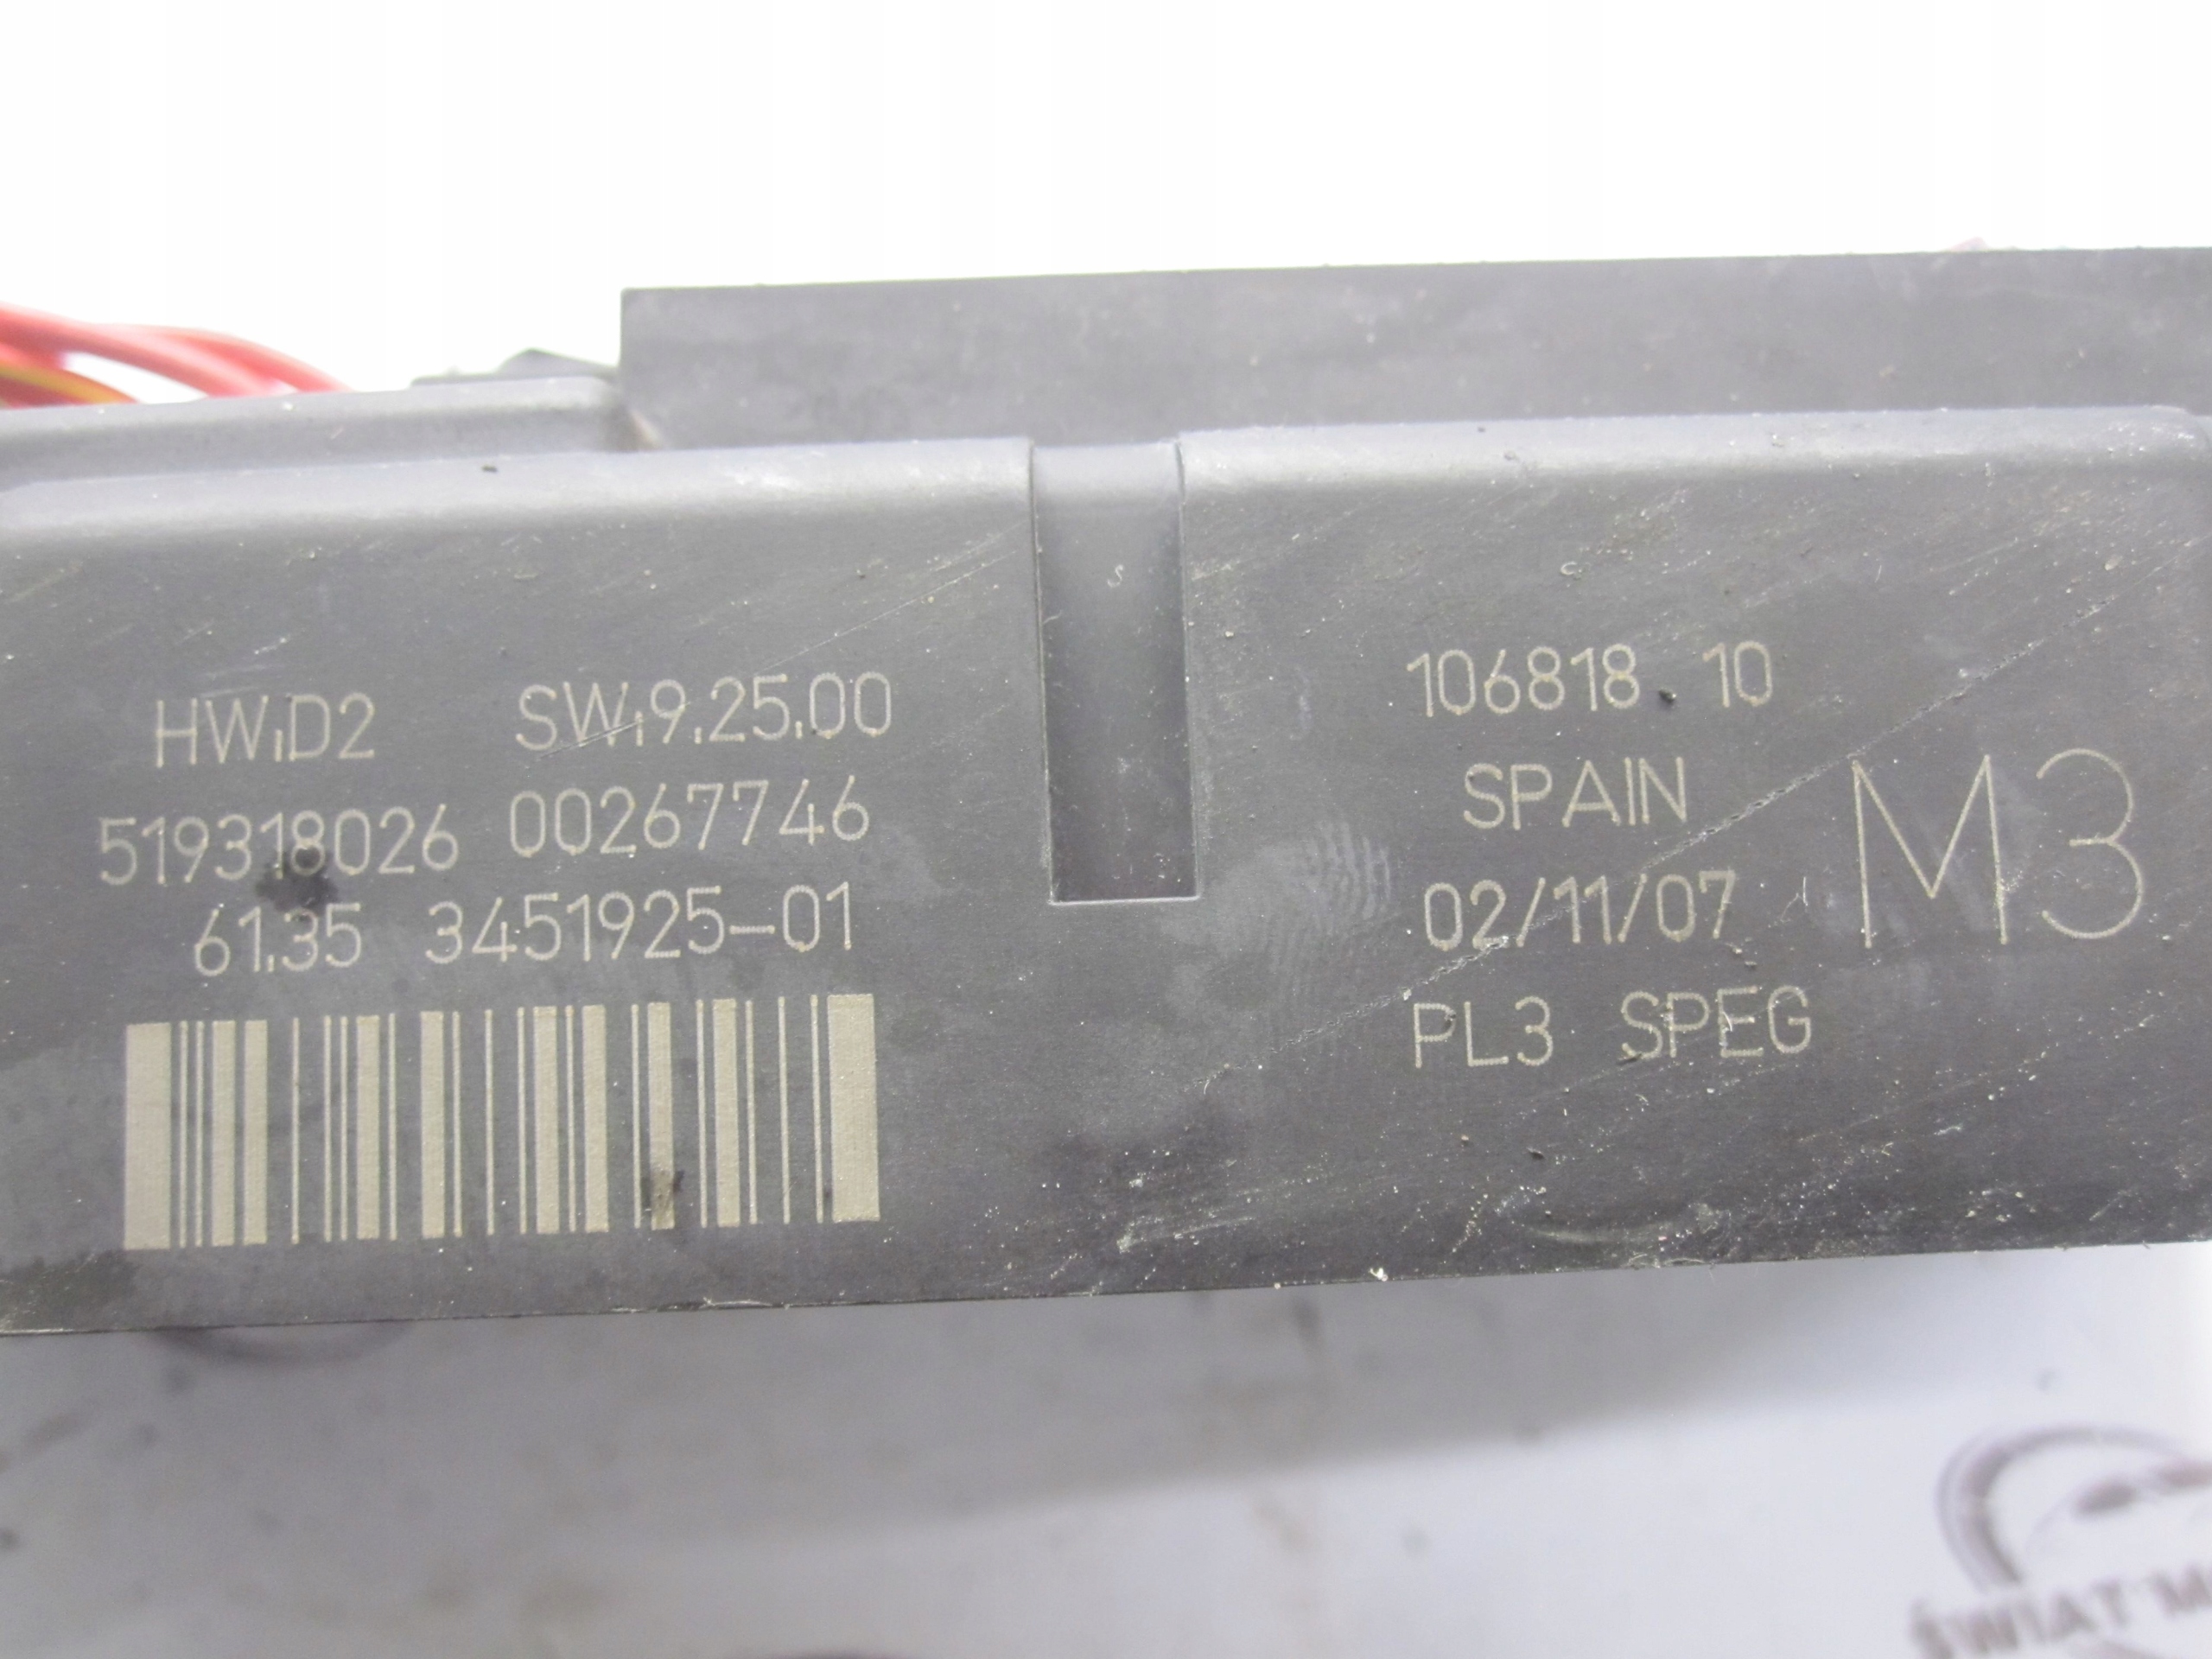 HW.D2 SW.9.25.00
519318026 00267746
61.35 3451925-01
106818.10
SPAIN
02/11/07
M3
PL3 SPEG
ŚWIAT